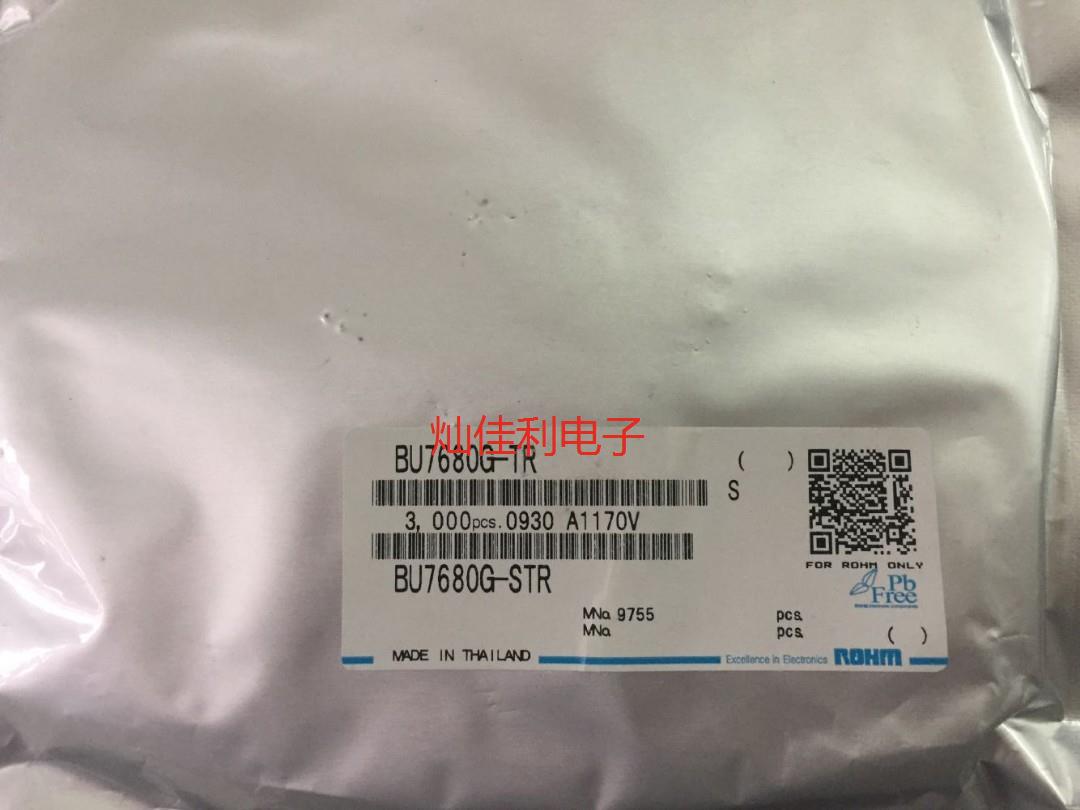 灿佳利电子
BU7680G-TR ( )
S
3,000pcs. 0930 A1170V
BU7680G-STR
FOR ROHM ONLY
Pb
Free
MNo. 9755 pcs.
MNo. pcs. ( )
MADE IN THAILAND Excellence in Electronics ROHM